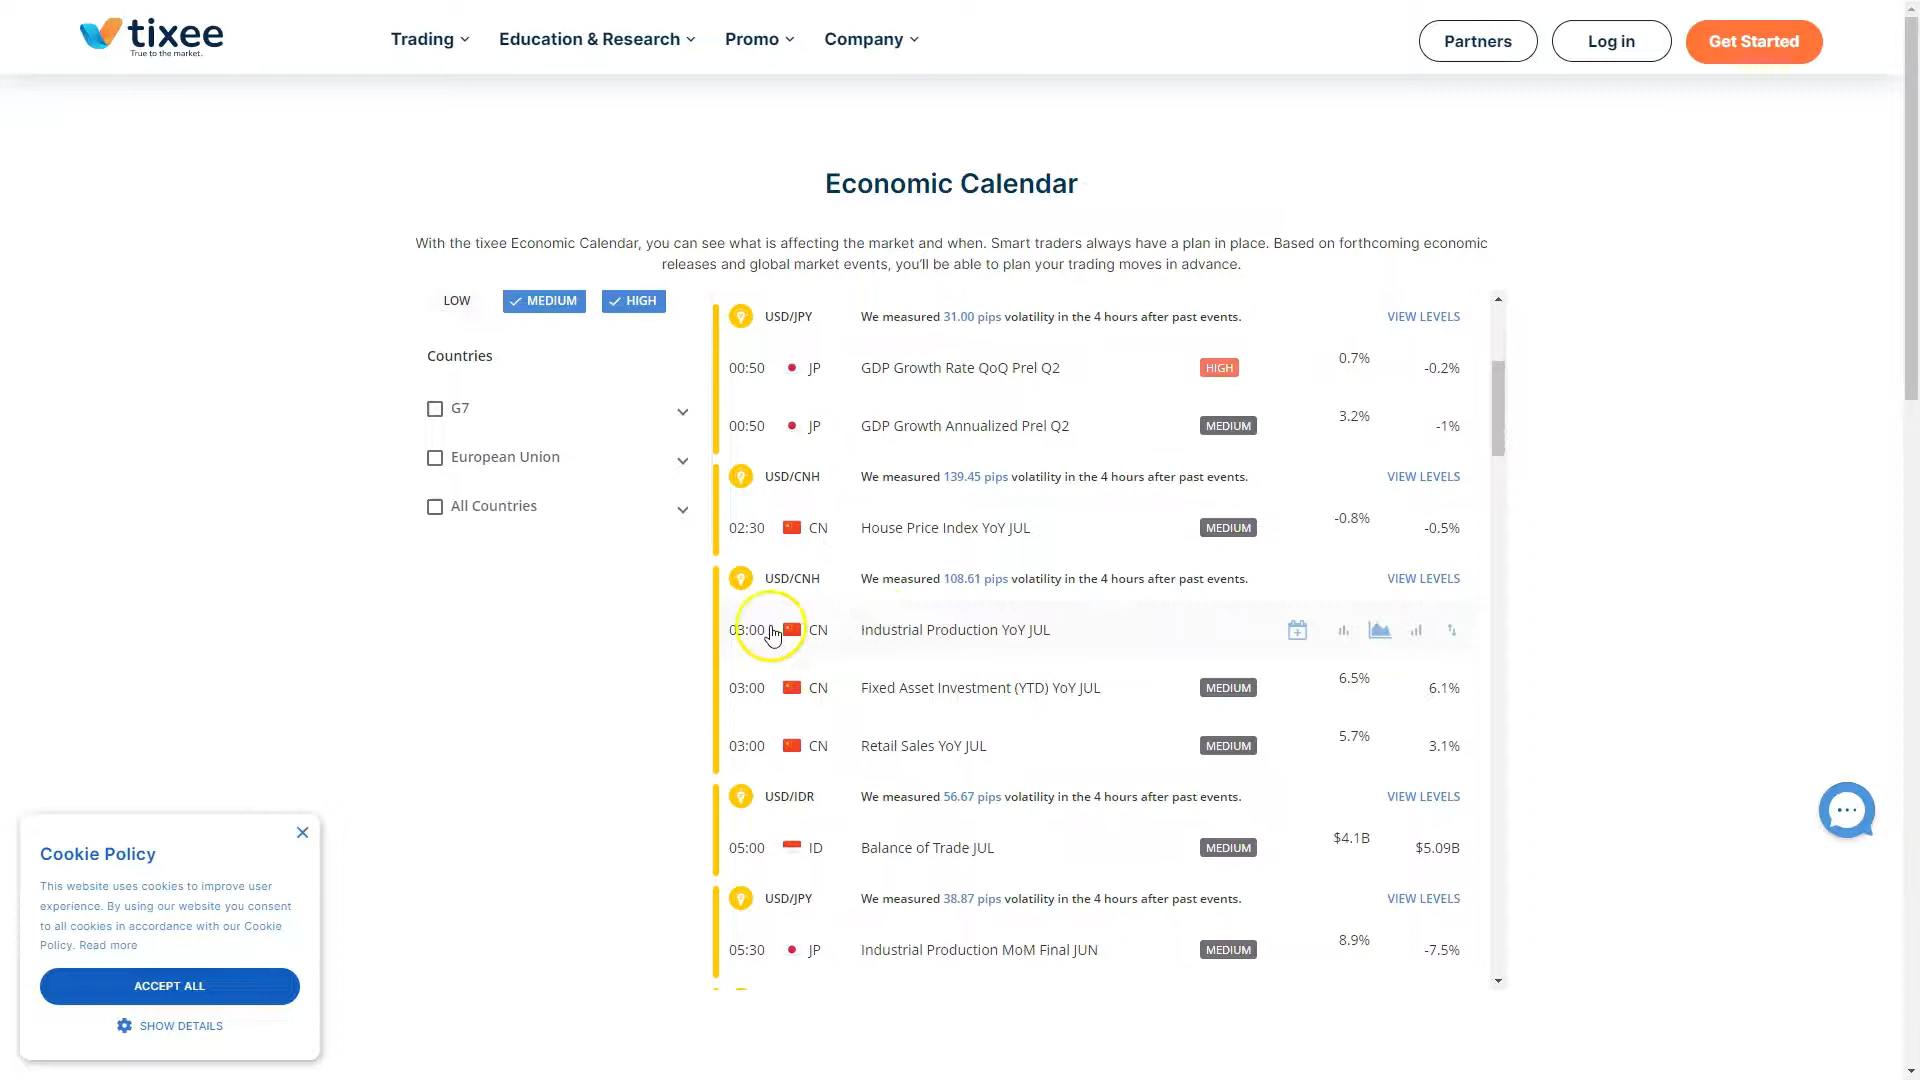 tixee
True to the market.
Trading
Education & Research
Promo
Company
Partners
Log in
Get Started
Economic Calendar
With the tixee Economic Calendar, you can see what is affecting the market and when. Smart traders always have a plan in place. Based on forthcoming economic
releases and global market events, you'll be able to plan your trading moves in advance.
LOW
MEDIUM
HIGH
Countries
G7
European Union
All Countries
USD/JPY We measured 31.00 pips volatility in the 4 hours after past events. VIEW LEVELS
00:50 JP GDP Growth Rate QoQ Prel Q2 HIGH 0.7% -0.2%
00:50 JP GDP Growth Annualized Prel Q2 MEDIUM 3.2% -1%
USD/CNH We measured 139.45 pips volatility in the 4 hours after past events. VIEW LEVELS
02:30 CN House Price Index YoY JUL MEDIUM -0.8% -0.5%
USD/CNH We measured 108.61 pips volatility in the 4 hours after past events. VIEW LEVELS
03:00 CN Industrial Production YoY JUL
03:00 CN Fixed Asset Investment (YTD) YoY JUL MEDIUM 6.5% 6.1%
03:00 CN Retail Sales YoY JUL MEDIUM 5.7% 3.1%
USD/IDR We measured 56.67 pips volatility in the 4 hours after past events. VIEW LEVELS
05:00 ID Balance of Trade JUL MEDIUM $4.1B $5.09B
USD/JPY We measured 38.87 pips volatility in the 4 hours after past events. VIEW LEVELS
05:30 JP Industrial Production MoM Final JUN MEDIUM 8.9% -7.5%
Cookie Policy
This website uses cookies to improve user
experience. By using our website you consent
to all cookies in accordance with our Cookie
Policy. Read more
ACCEPT ALL
SHOW DETAILS